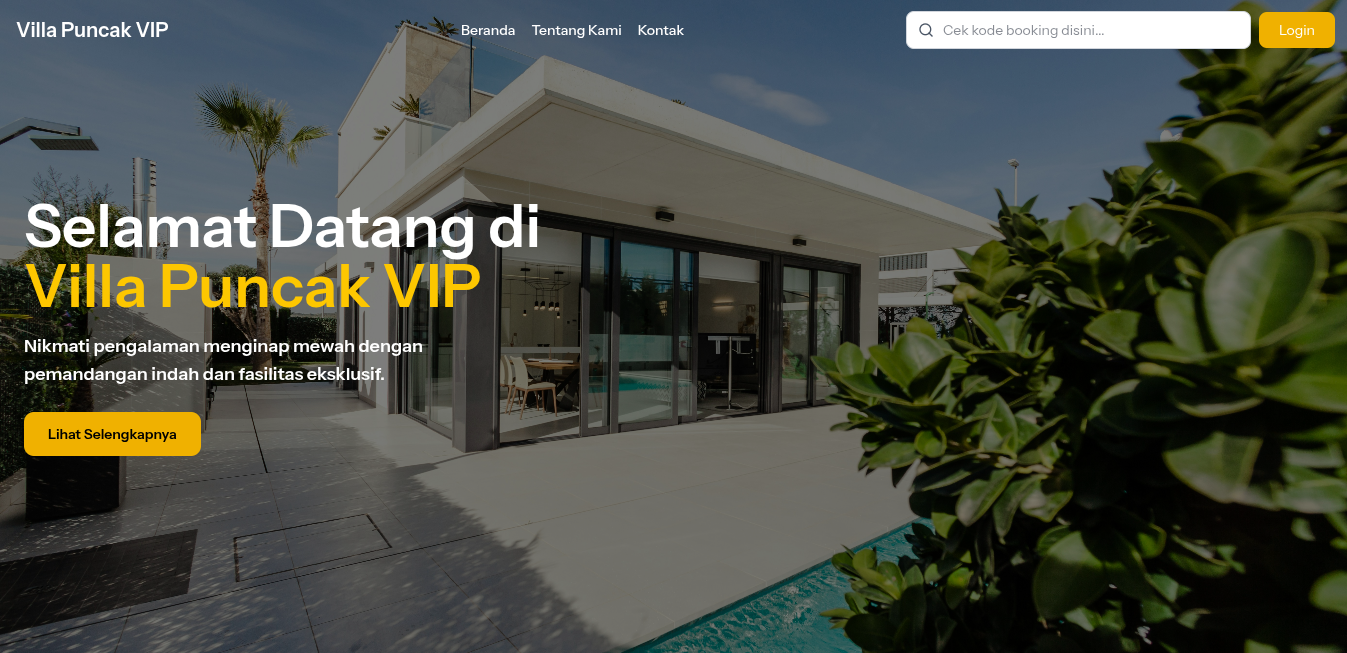 Villa Puncak VIP
Beranda
Tentang Kami
Kontak
Cek kode booking disini...
Login
Selamat Datang di
Villa Puncak VIP
Nikmati pengalaman menginap mewah dengan
pemandangan indah dan fasilitas eksklusif.
Lihat Selengkapnya